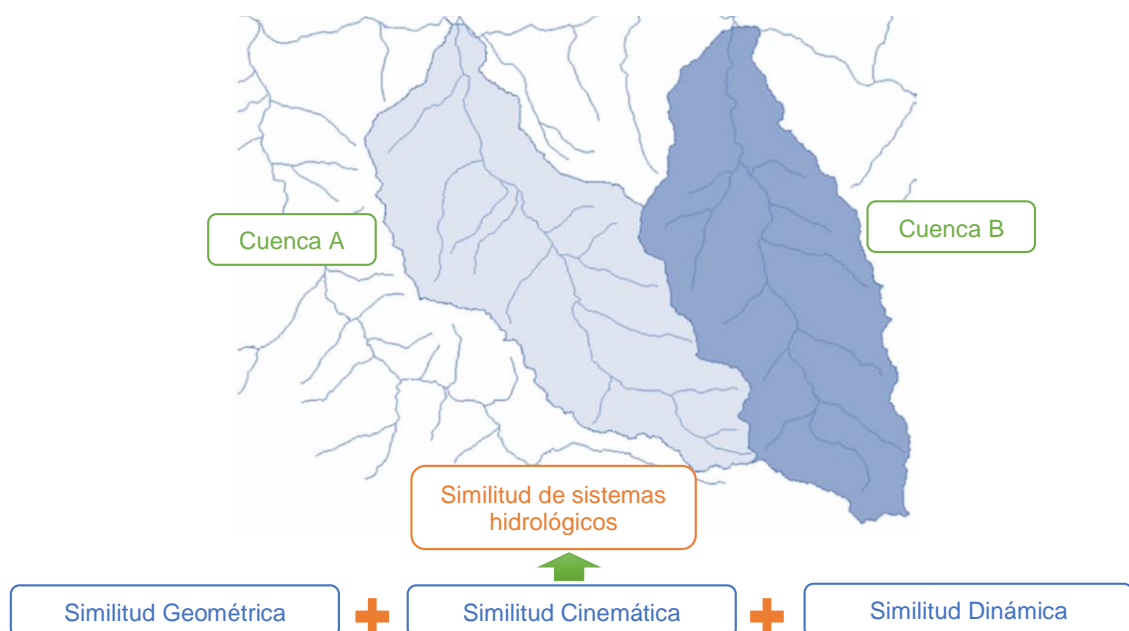 Cuenca A
Cuenca B
Similitud de sistemas
hidrológicos
Similitud Geométrica
Similitud Cinemática
Similitud Dinámica